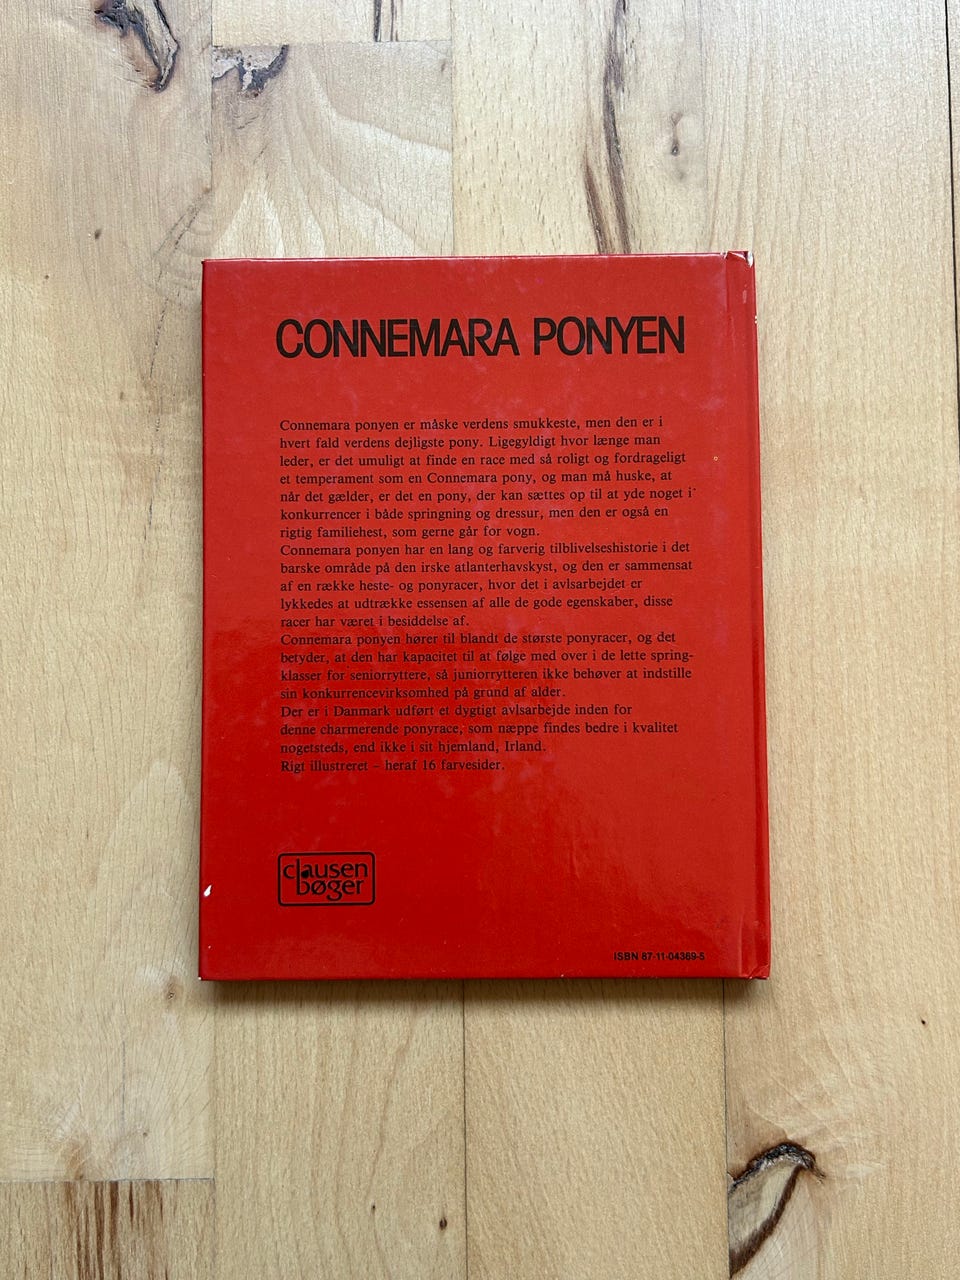 CONNEMARA PONYEN
Connemara ponyen er måske verdens smukkeste, men den er i
hvert fald verdens dejligste pony. Ligegyldigt hvor længe man
leder, er det umuligt at finde en race med så roligt og fordrageligt
et temperament som en Connemara pony, og man må huske, at
når det gælder, er det en pony, der kan sættes op til at yde noget i
konkurrencer i både springning og dressur, men den er også en
rigtig familiehest, som gerne går for vogn.
Connemara ponyen har en lang og farverig tilblivelseshistorie i det
barske område på den irske atlanterhavskyst, og den er sammensat
af en række heste- og ponyracer, hvor det i avlsarbejdet er
lykkedes at udtrække essensen af alle de gode egenskaber, disse
racer har været i besiddelse af.
Connemara ponyen hører til blandt de største ponyracer, og det
betyder, at den har kapacitet til at følge med over i de lette spring-
klasser for seniorryttere, så juniorrytteren ikke behøver at indstille
sin konkurrencevirksomhed på grund af alder.
Der er i Danmark udført et dygtigt avlsarbejde inden for
denne charmerende ponyrace, som næppe findes bedre i kvalitet
nogetsteds, end ikke i sit hjemland, Irland.
Rigt illustreret – heraf 16 farvesider.
clausen
bøger
ISBN 87-11-04369-5